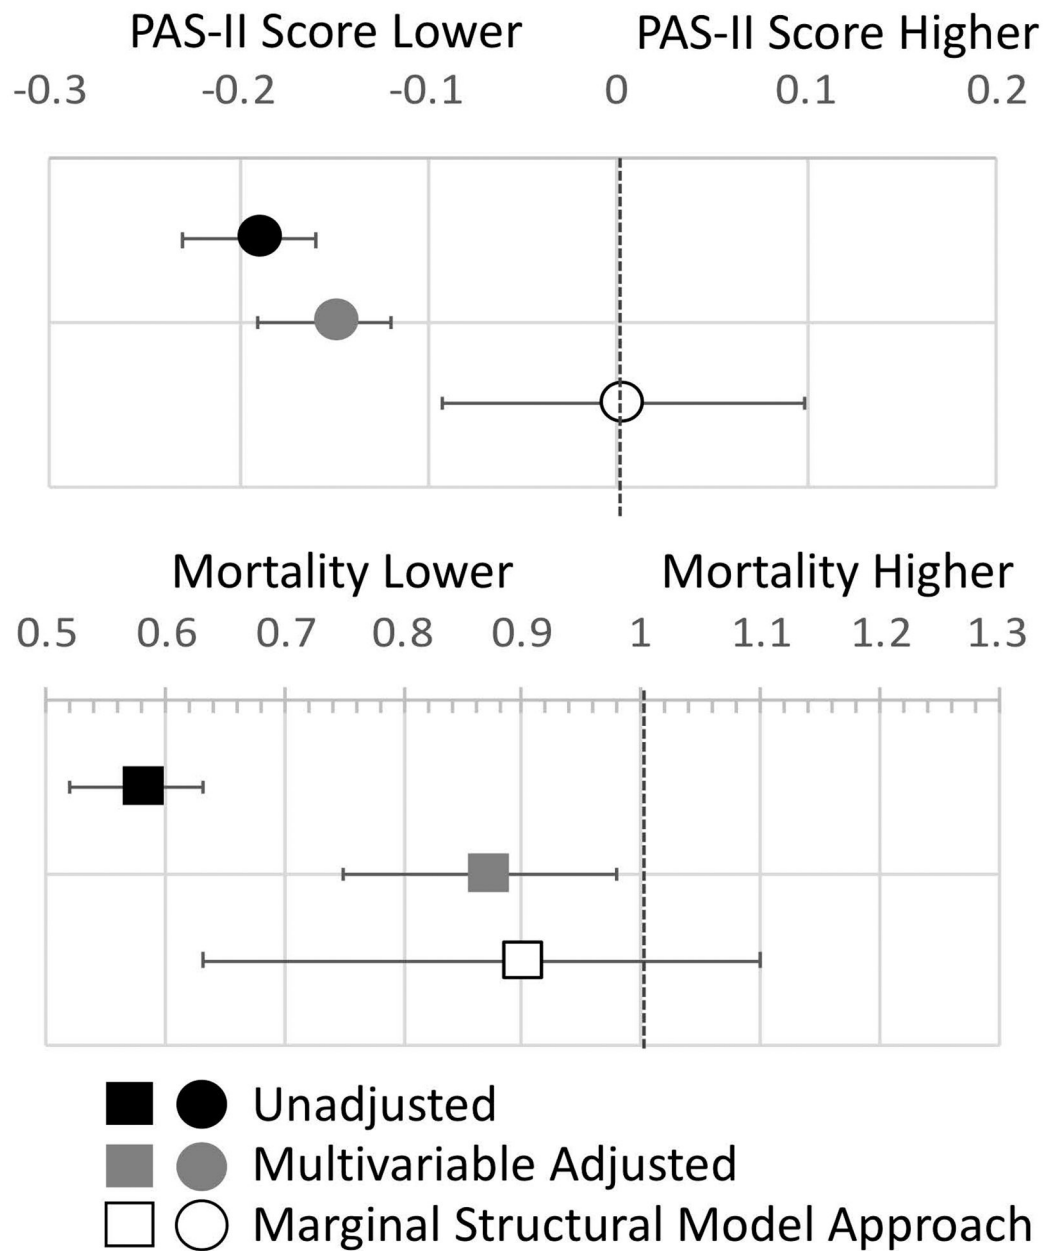 PAS-II Score Lower PAS-II Score Higher
-0.3 -0.2 -0.1 0 0.1 0.2
Mortality Lower Mortality Higher
0.5 0.6 0.7 0.8 0.9 1 1.1 1.2 1.3
Unadjusted
Multivariable Adjusted
Marginal Structural Model Approach